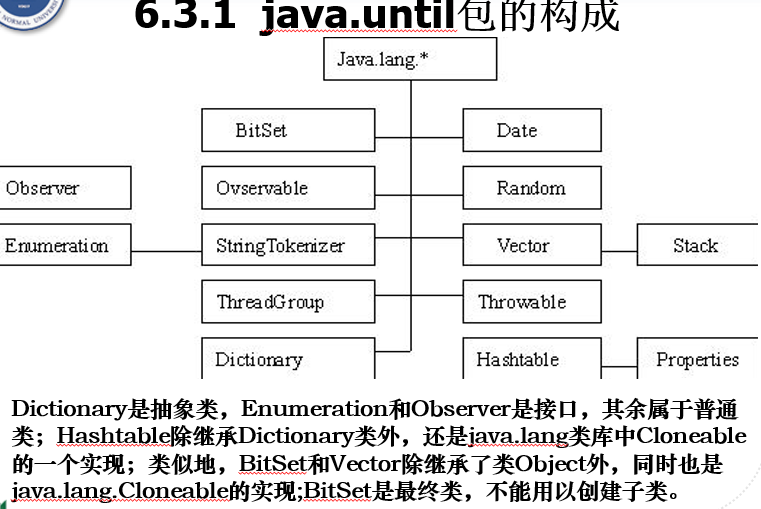 6.3.1 java.until包的构成
Java.lang.*
BitSet
Date
Observer
Ovservable
Random
Enumeration
StringTokenizer
Vector
Stack
ThreadGroup
Throwable
Dictionary
Hashtable
Properties
Dictionary是抽象类，Enumeration和Observer是接口，其余属于普通
类；Hashtable除继承Dictionary类外，还是java.lang类库中Cloneable
的一个实现；类似地，BitSet和Vector除继承了类Object外，同时也是
java.lang.Cloneable的实现;BitSet是最终类，不能用以创建子类。